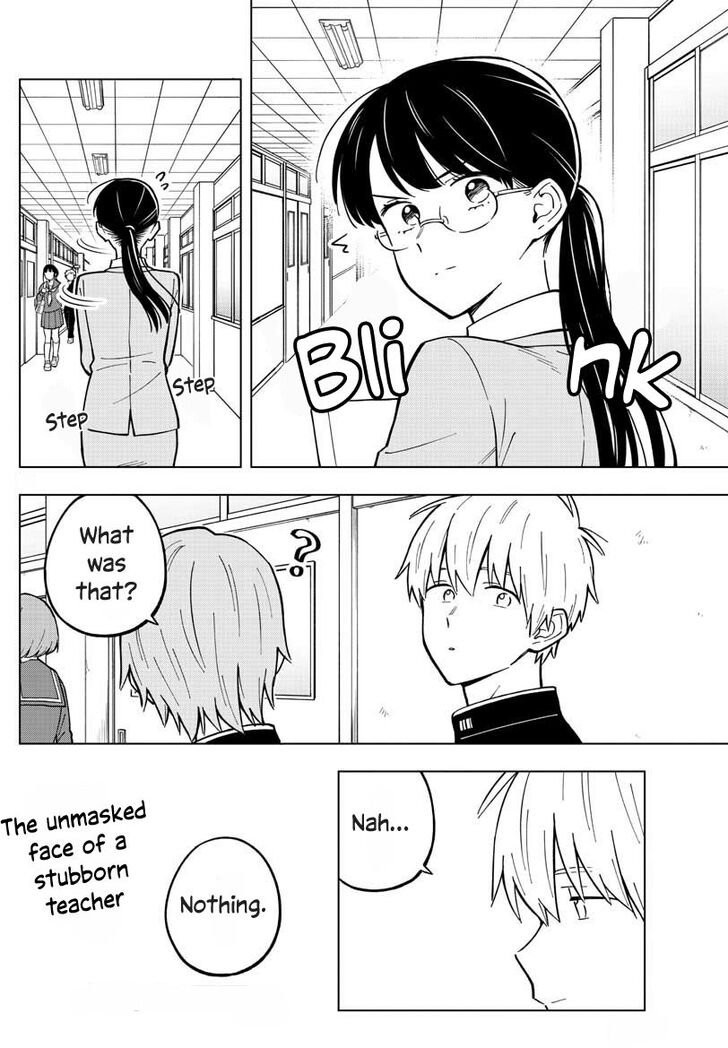 Bli nk
Step
Step
What
was
that?
?
Nah...
Nothing.
The unmasked
face of a
stubborn
teacher